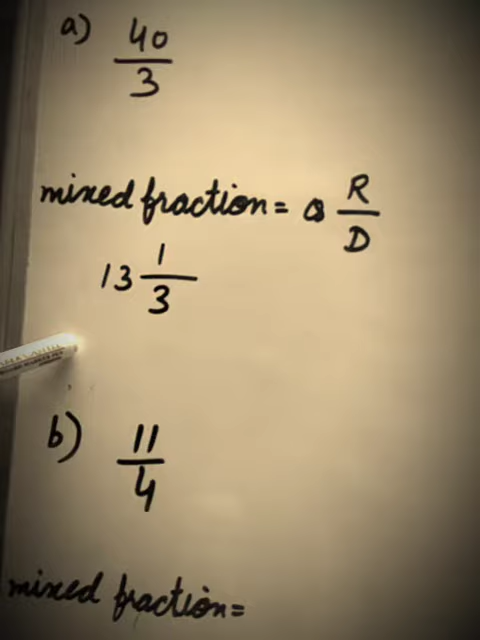 a) 40/3
mixed fraction = Q R/D
13 1/3
b) 11/4
mixed fraction =